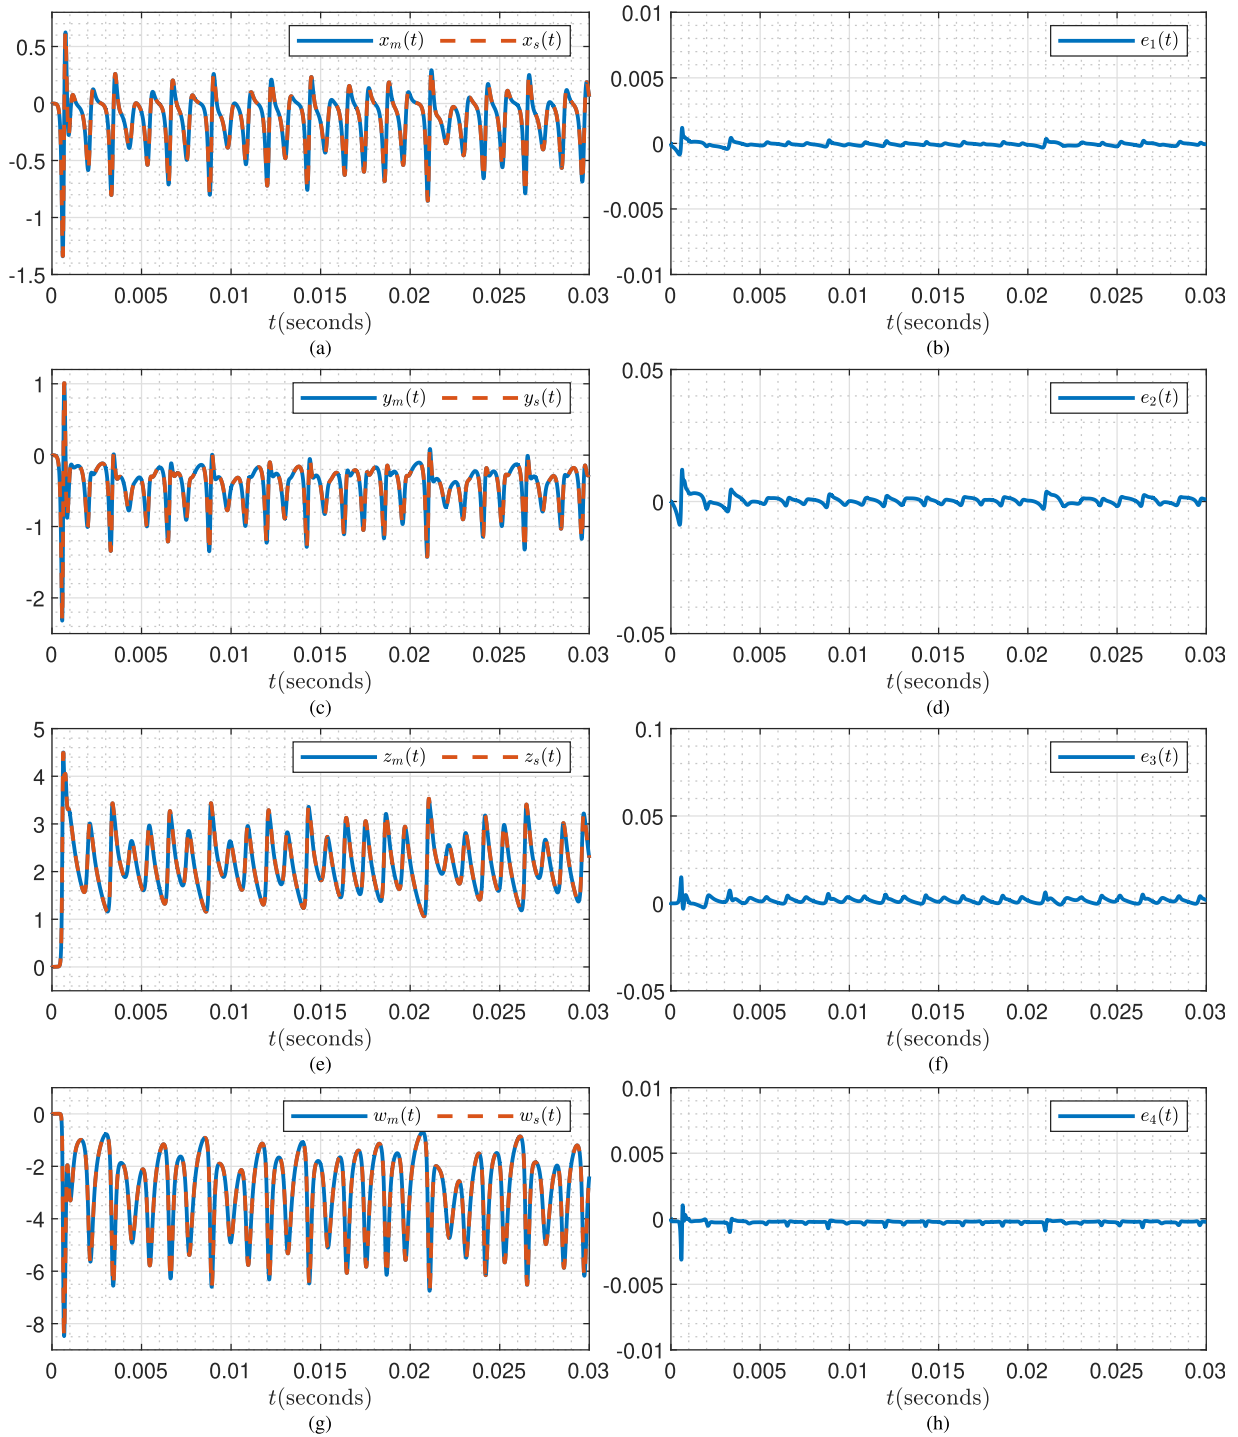 x_m(t) x_s(t)
0.5
0
-0.5
-1
-1.5
0 0.005 0.01 0.015 0.02 0.025 0.03
t(seconds)
(a)
e_1(t)
0.01
0.005
0
-0.005
-0.01
0 0.005 0.01 0.015 0.02 0.025 0.03
t(seconds)
(b)
y_m(t) y_s(t)
1
0
-1
-2
0 0.005 0.01 0.015 0.02 0.025 0.03
t(seconds)
(c)
e_2(t)
0.05
0
-0.05
0 0.005 0.01 0.015 0.02 0.025 0.03
t(seconds)
(d)
z_m(t) z_s(t)
5
4
3
2
1
0
0 0.005 0.01 0.015 0.02 0.025 0.03
t(seconds)
(e)
e_3(t)
0.1
0.05
0
-0.05
0 0.005 0.01 0.015 0.02 0.025 0.03
t(seconds)
(f)
w_m(t) w_s(t)
0
-2
-4
-6
-8
0 0.005 0.01 0.015 0.02 0.025 0.03
t(seconds)
(g)
e_4(t)
0.01
0.005
0
-0.005
-0.01
0 0.005 0.01 0.015 0.02 0.025 0.03
t(seconds)
(h)